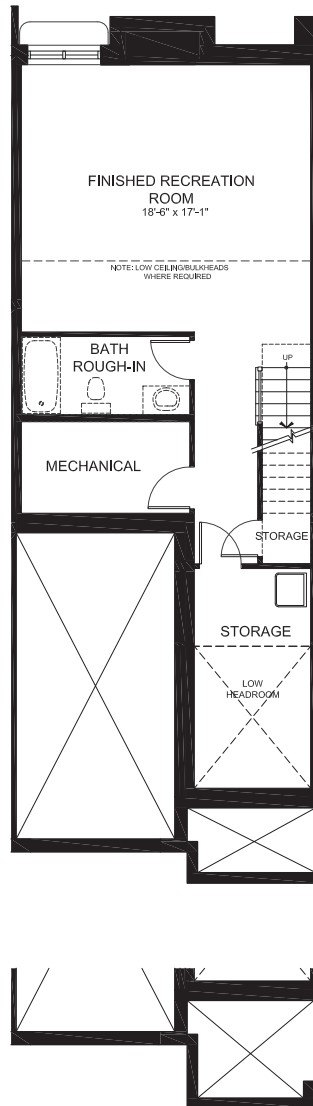 FINISHED RECREATION
ROOM
18'-6" x 17'-1"
NOTE: LOW CEILING/BULKHEADS
WHERE REQUIRED
BATH
ROUGH-IN
UP
MECHANICAL
STORAGE
STORAGE
LOW
HEADROOM